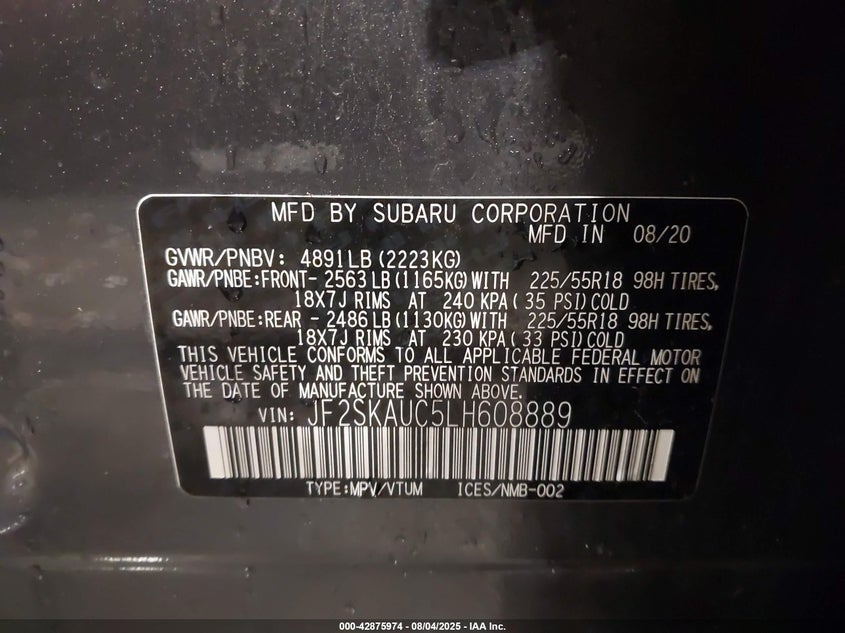 MFD BY SUBARU CORPORATION
MFD IN 08/20
GVWR/PNBV: 4891LB(2223KG)
GAWR/PNBE:FRONT- 2563LB(1165KG)WITH 225/55R18 98H TIRES,
18X7J RIMS AT 240 KPA(35 PSI)COLD
GAWR/PNBE:REAR - 2486LB(1130KG)WITH 225/55R18 98H TIRES,
18X7J RIMS AT 230 KPA(33 PSI)COLD
THIS VEHICLE CONFORMS TO ALL APPLICABLE FEDERAL MOTOR
VEHICLE SAFETY AND THEFT PREVENTION STANDARDS IN EFFECT ON
THE DATE OF MANUFACTURE SHOWN ABOVE.
VIN: JF2SKAUC5LH608889
TYPE:MPV/VTUM ICES/NMB-002
000-42875974 - 08/04/2025 - IAA Inc.